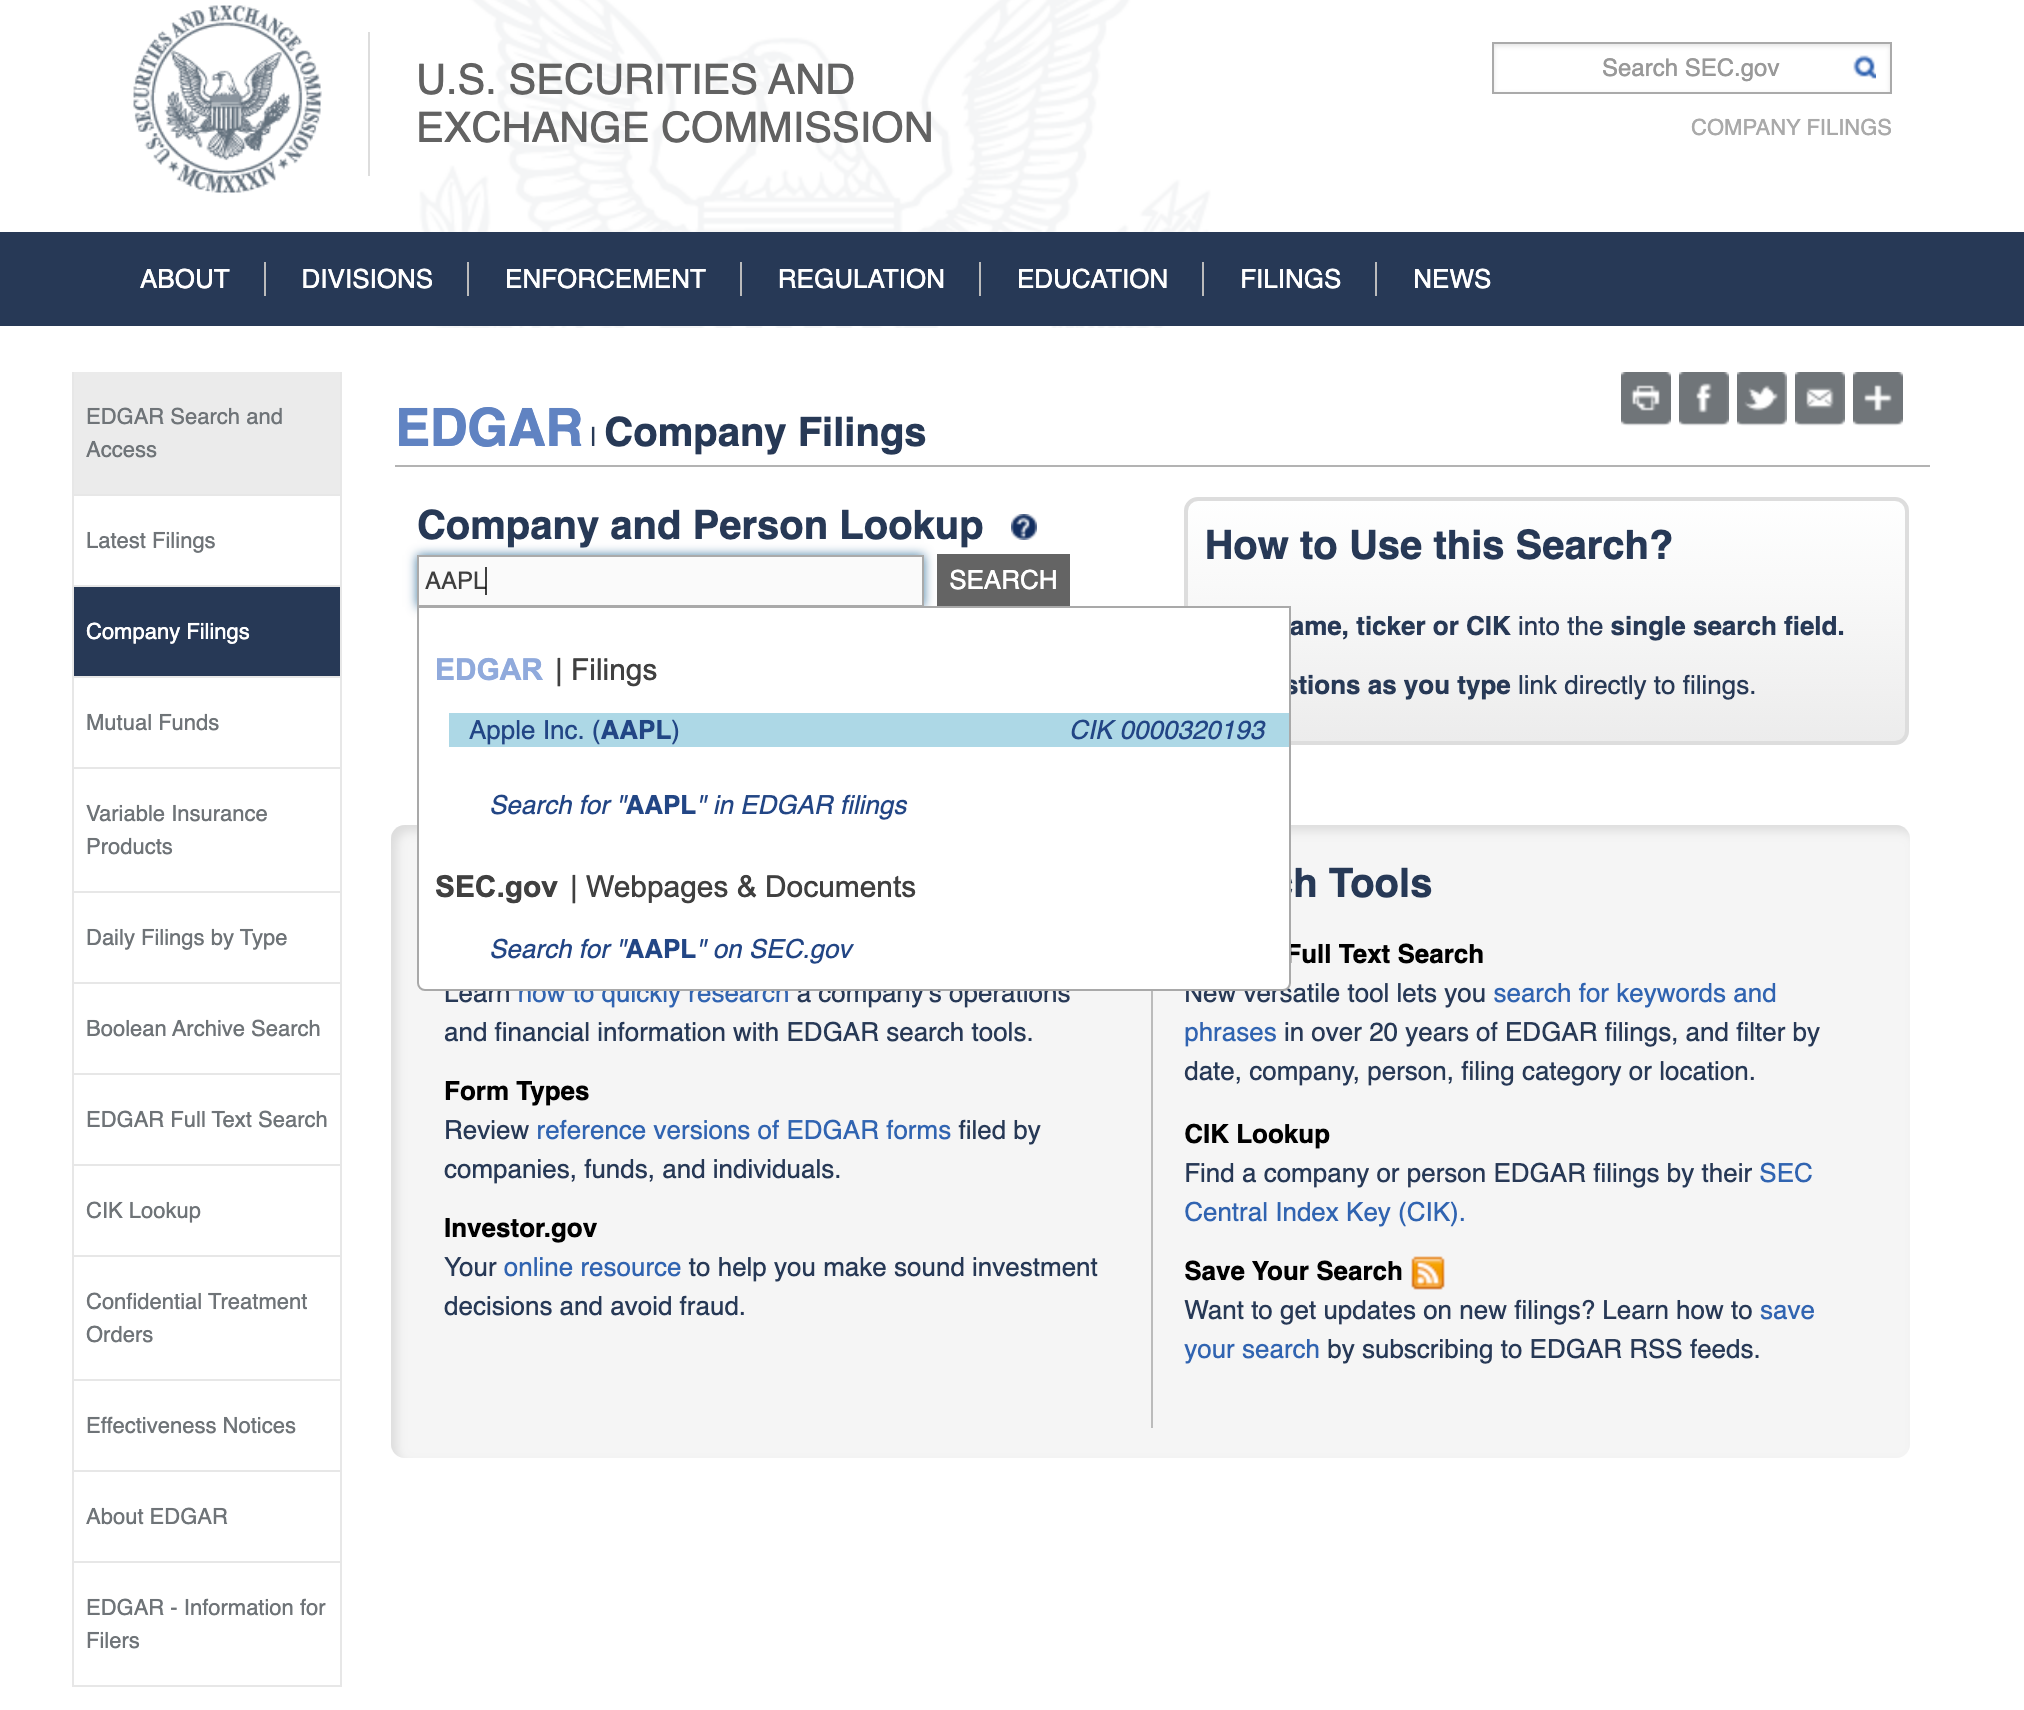 U.S. SECURITIES AND EXCHANGE COMMISSION
MCMXXXIV
U.S. SECURITIES AND
EXCHANGE COMMISSION
Search SEC.gov
COMPANY FILINGS
ABOUT
DIVISIONS
ENFORCEMENT
REGULATION
EDUCATION
FILINGS
NEWS
EDGAR Search and
Access
Latest Filings
Company Filings
Mutual Funds
Variable Insurance
Products
Daily Filings by Type
Boolean Archive Search
EDGAR Full Text Search
CIK Lookup
Confidential Treatment
Orders
Effectiveness Notices
About EDGAR
EDGAR - Information for
Filers
EDGAR | Company Filings
Company and Person Lookup ?
AAPL
SEARCH
EDGAR | Filings
Apple Inc. (AAPL) CIK 0000320193
Search for "AAPL" in EDGAR filings
SEC.gov | Webpages & Documents
Search for "AAPL" on SEC.gov
How to Use this Search?
ticker or CIK into the single search field.
as you type link directly to filings.
Learn how to quickly research a company's operations
and financial information with EDGAR search tools.
Form Types
Review reference versions of EDGAR forms filed by
companies, funds, and individuals.
Investor.gov
Your online resource to help you make sound investment
decisions and avoid fraud.
Tools
Full Text Search
New versatile tool lets you search for keywords and
phrases in over 20 years of EDGAR filings, and filter by
date, company, person, filing category or location.
CIK Lookup
Find a company or person EDGAR filings by their SEC
Central Index Key (CIK).
Save Your Search
Want to get updates on new filings? Learn how to save
your search by subscribing to EDGAR RSS feeds.